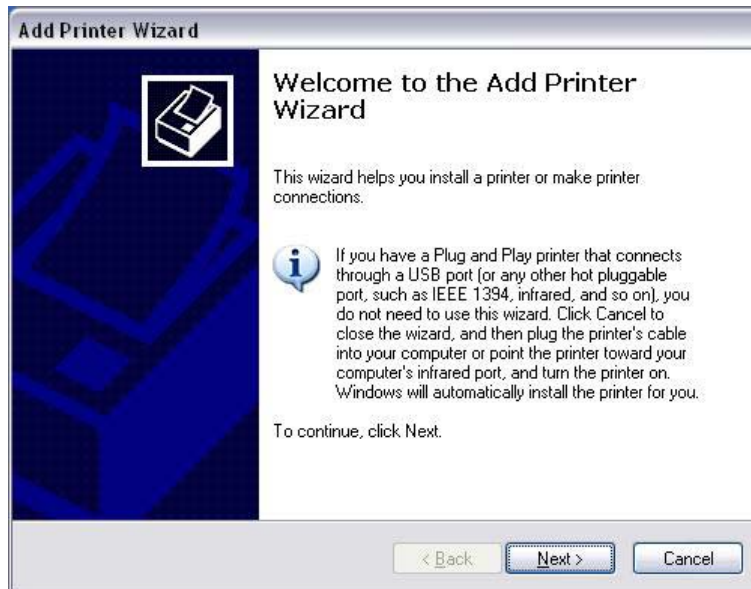 Add Printer Wizard
Welcome to the Add Printer
Wizard
This wizard helps you install a printer or make printer
connections.
If you have a Plug and Play printer that connects
through a USB port (or any other hot pluggable
port, such as IEEE 1394, infrared, and so on), you
do not need to use this wizard. Click Cancel to
close the wizard, and then plug the printer's cable
into your computer or point the printer toward your
computer's infrared port, and turn the printer on.
Windows will automatically install the printer for you.
To continue, click Next.
< Back Next > Cancel